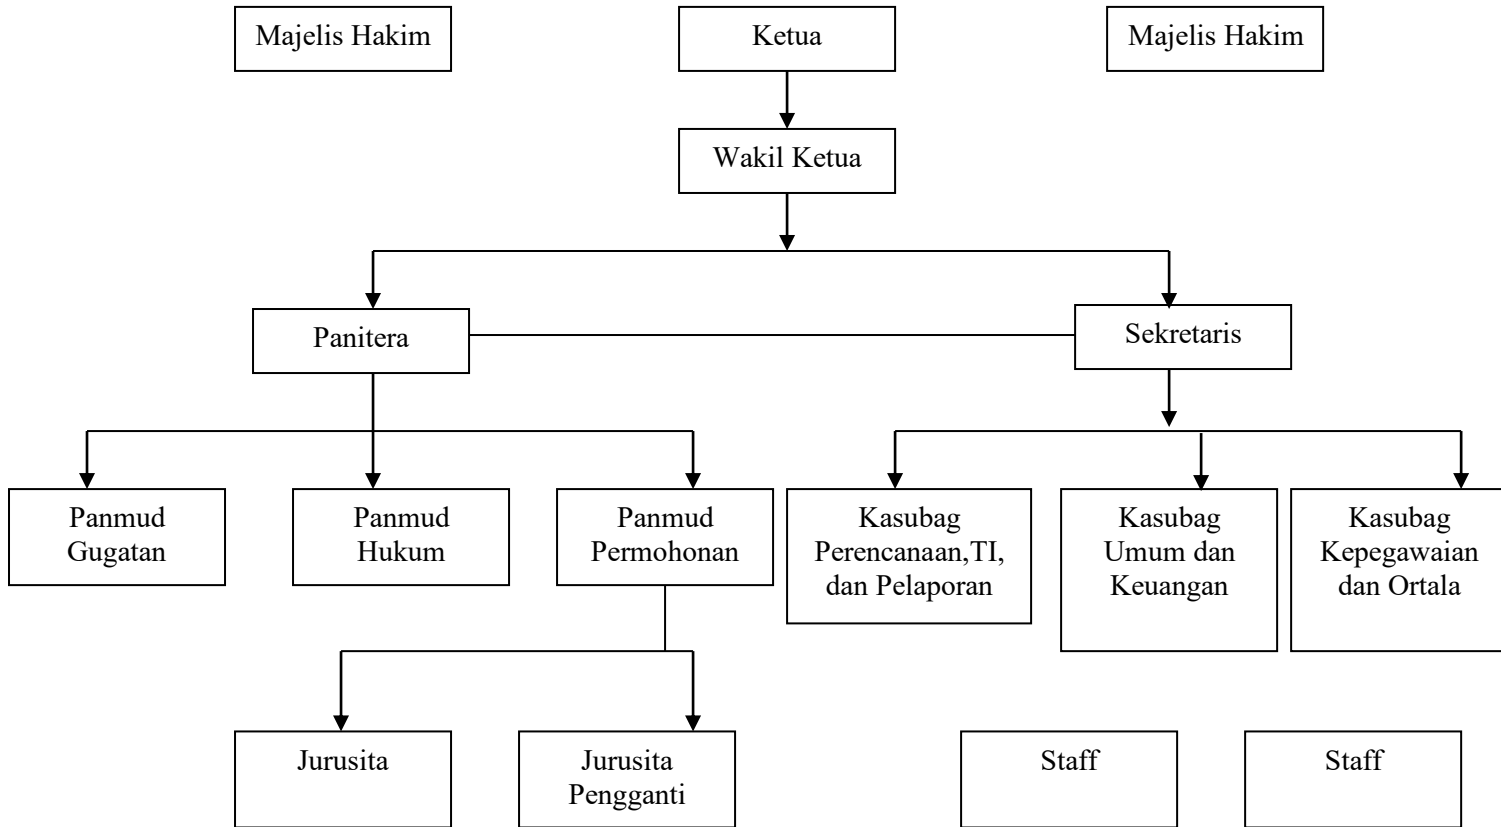 Majelis Hakim
Ketua
Majelis Hakim
Wakil Ketua
Panitera
Sekretaris
Panmud
Gugatan
Panmud
Hukum
Panmud
Permohonan
Kasubag
Perencanaan,TI,
dan Pelaporan
Kasubag
Umum dan
Keuangan
Kasubag
Kepegawaian
dan Ortala
Jurusita
Jurusita
Pengganti
Staff
Staff